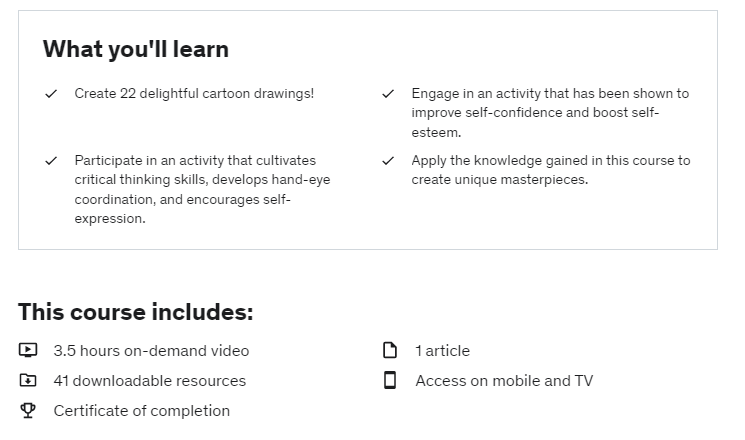 What you'll learn
Create 22 delightful cartoon drawings!
Engage in an activity that has been shown to
improve self-confidence and boost self-
esteem.
Participate in an activity that cultivates
critical thinking skills, develops hand-eye
coordination, and encourages self-
expression.
Apply the knowledge gained in this course to
create unique masterpieces.
This course includes:
3.5 hours on-demand video
1 article
41 downloadable resources
Access on mobile and TV
Certificate of completion